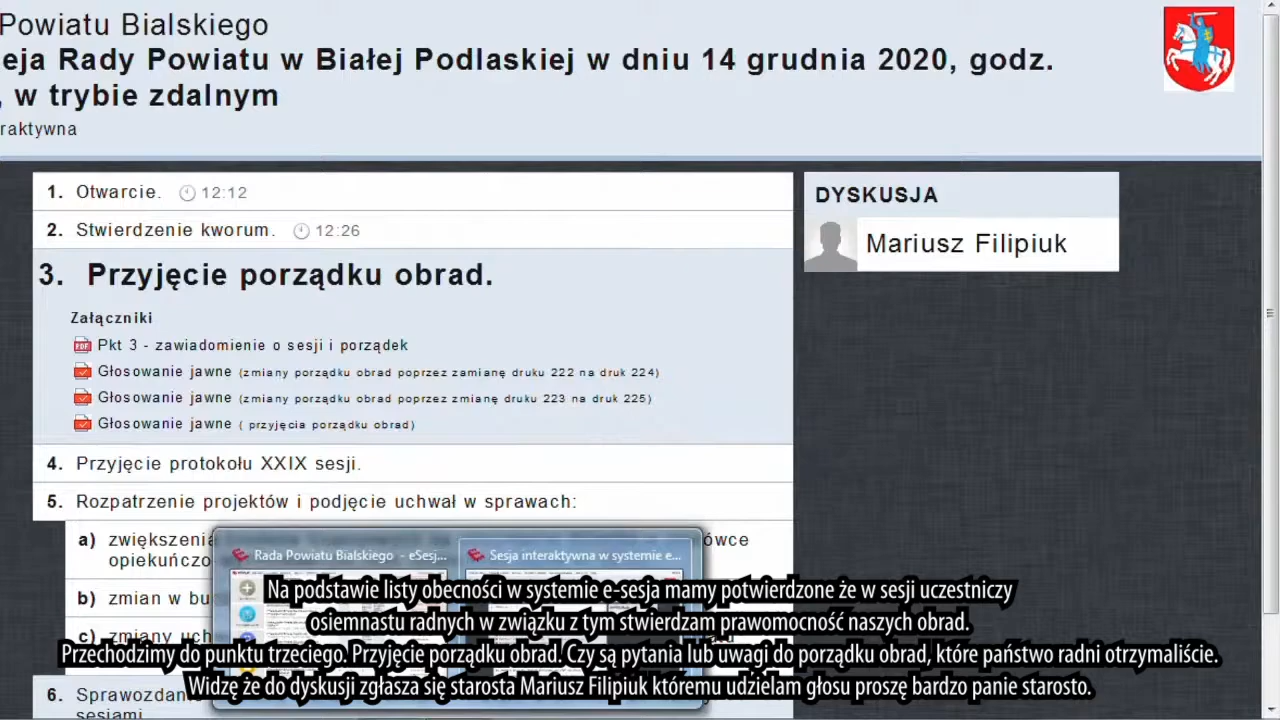 Powiatu Bialskiego
eja Rady Powiatu w Białej Podlaskiej w dniu 14 grudnia 2020, godz.
, w trybie zdalnym
raktywna
1. Otwarcie. 12:12
2. Stwierdzenie kworum. 12:26
3. Przyjęcie porządku obrad.
Załączniki
Pkt 3 - zawiadomienie o sesji i porządek
Głosowanie jawne (zmiany porządku obrad poprzez zamianę druku 222 na druk 224)
Głosowanie jawne (zmiany porządku obrad poprzez zmianę druku 223 na druk 225)
Głosowanie jawne ( przyjęcia porządku obrad)
4. Przyjęcie protokołu XXIX sesji.
5. Rozpatrzenie projektów i podjęcie uchwał w sprawach:
a) zwiększenia ówce
opiekuńczo
b) zmian w bu
c) zmiany uch
6. Sprawozdan
sesjami
DYSKUSJA
Mariusz Filipiuk
Rada Powiatu Bialskiego - eSesj...
Sesja interaktywna w systemie e...
Na podstawie listy obecności w systemie e-sesja mamy potwierdzone że w sesji uczestniczy
osiemnastu radnych w związku z tym stwierdzam prawomocność naszych obrad.
Przechodzimy do punktu trzeciego. Przyjęcie porządku obrad. Czy są pytania lub uwagi do porządku obrad, które państwo radni otrzymaliście.
Widzę że do dyskusji zgłasza się starosta Mariusz Filipiuk któremu udzielam głosu proszę bardzo panie starosto.